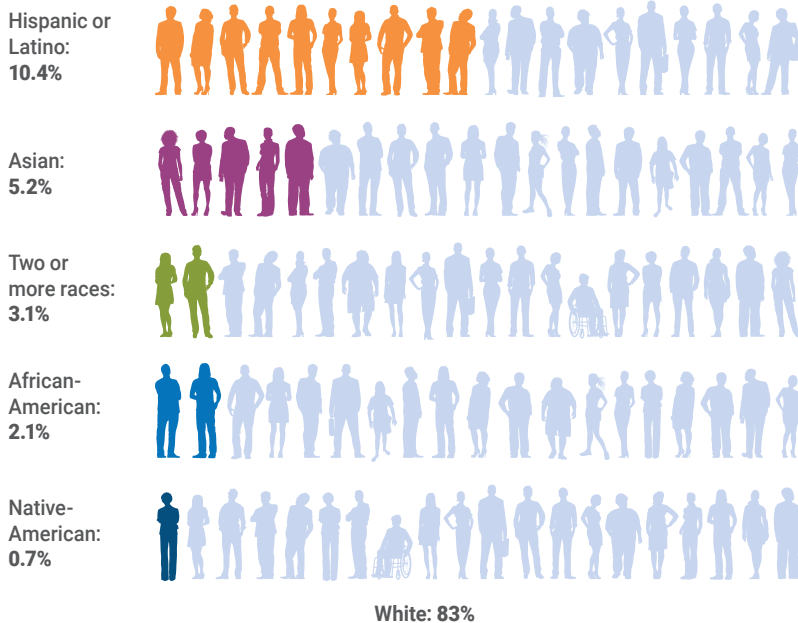 Hispanic or
Latino:
10.4%
Asian:
5.2%
Two or
more races:
3.1%
African-
American:
2.1%
Native-
American:
0.7%
White: 83%